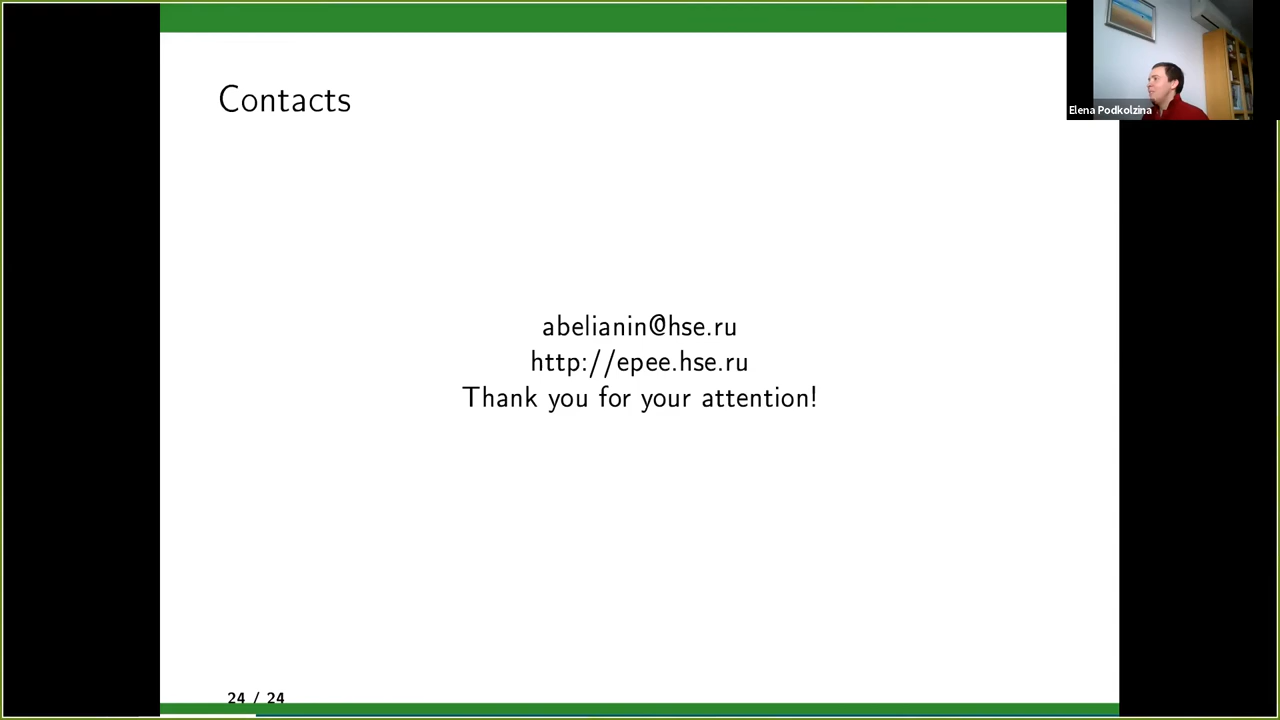 Contacts
Elena Podkolzina
abelianin@hse.ru
http://epee.hse.ru
Thank you for your attention!
24 / 24